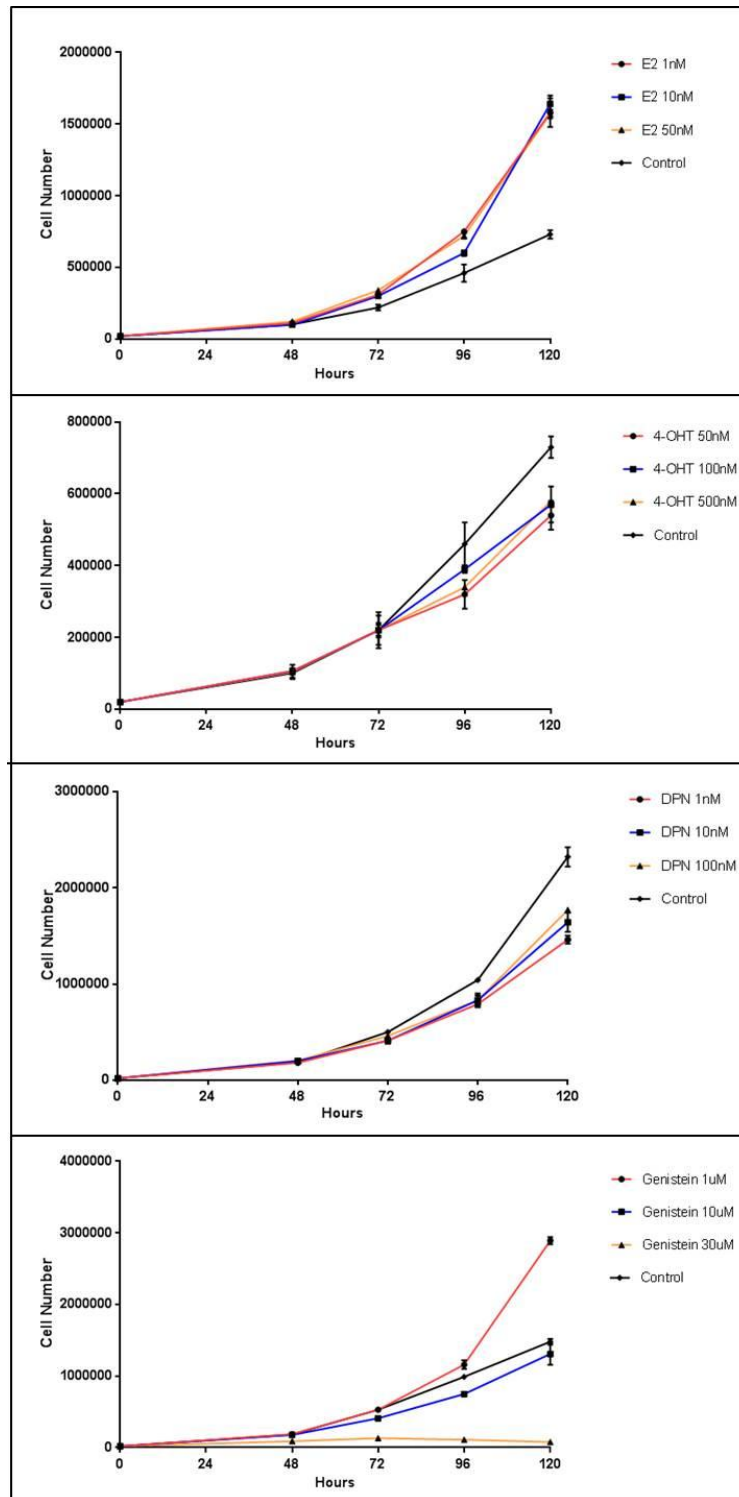 2000000
1500000
1000000
500000
0
Cell Number
0 24 48 72 96 120
Hours
E2 1nM
E2 10nM
E2 50nM
Control
800000
600000
400000
200000
0
Cell Number
0 24 48 72 96 120
Hours
4-OHT 50nM
4-OHT 100nM
4-OHT 500nM
Control
3000000
2000000
1000000
0
Cell Number
0 24 48 72 96 120
Hours
DPN 1nM
DPN 10nM
DPN 100nM
Control
4000000
3000000
2000000
1000000
0
Cell Number
0 24 48 72 96 120
Hours
Genistein 1uM
Genistein 10uM
Genistein 30uM
Control